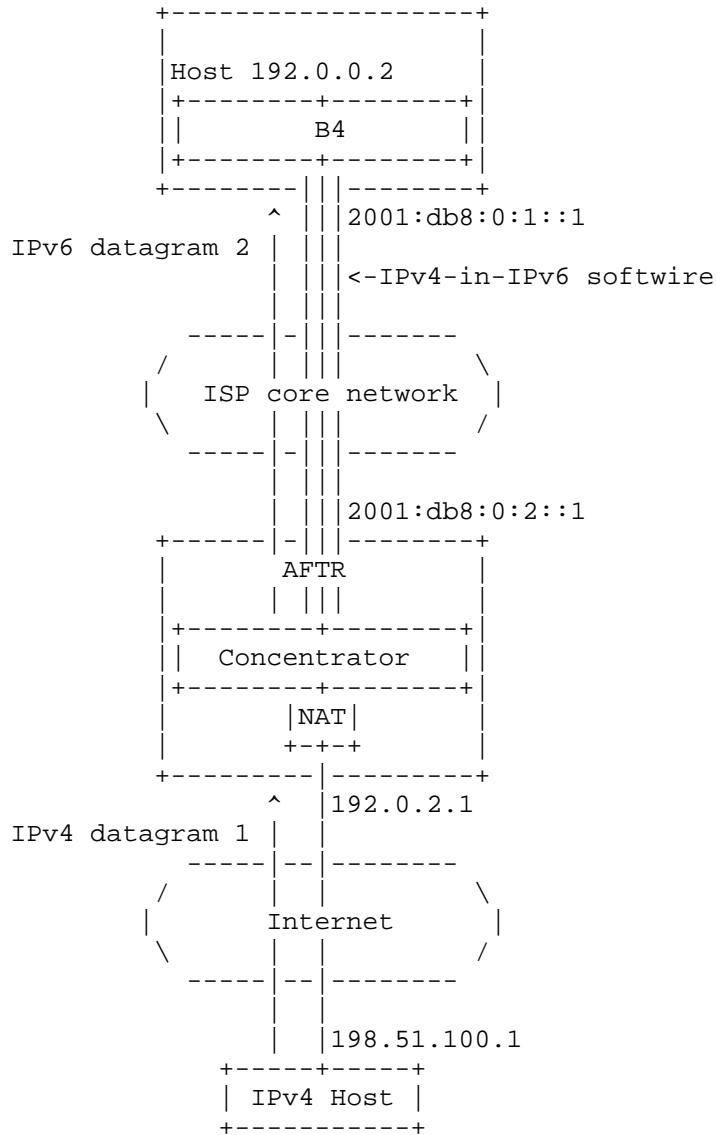 Host 192.0.0.2
B4
2001:db8:0:1::1
IPv6 datagram 2
<-IPv4-in-IPv6 softwire
ISP core network
2001:db8:0:2::1
AFTR
Concentrator
NAT
192.0.2.1
IPv4 datagram 1
Internet
198.51.100.1
IPv4 Host